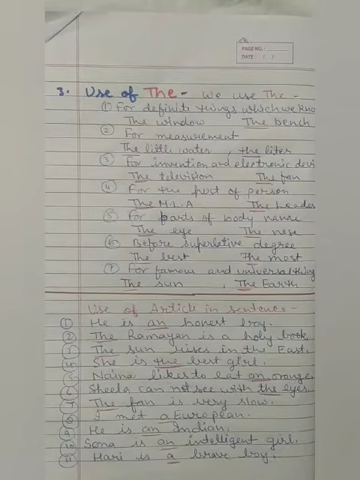 PAGE NO.:
DATE: / /
3. Use of The - We use The -
① For definite things which we kno
The window The bench
② For measurement
The little water, the liter
③ For invention and electronic devi
The television The fan
④ For the post of person
The M.L.A The Leader
⑤ For parts of body name
The eye The nose
⑥ Before superlative degree
The best The most
⑦ For famous and universal thing
The sun The Earth
Use of Article in sentence -
① He is an honest boy.
② The Ramayan is a holy book.
③ The sun rises in the East.
④ She is the best girl.
⑤ Naina likes to eat an orange.
⑥ Sheela can not see with the eyes.
⑦ The fan is very slow.
⑧ I met a European.
⑨ He is an Indian.
⑩ Sona is an intelligent girl.
⑪ Hari is a brave boy.